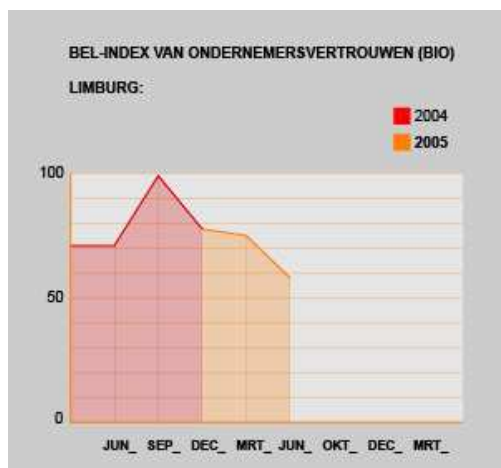 BEL-INDEX VAN ONDERNEMERSVERTROUWEN (BIO)
LIMBURG:
2004
2005
100
50
0
JUN_ SEP_ DEC_ MRT_ JUN_ OKT_ DEC_ MRT_